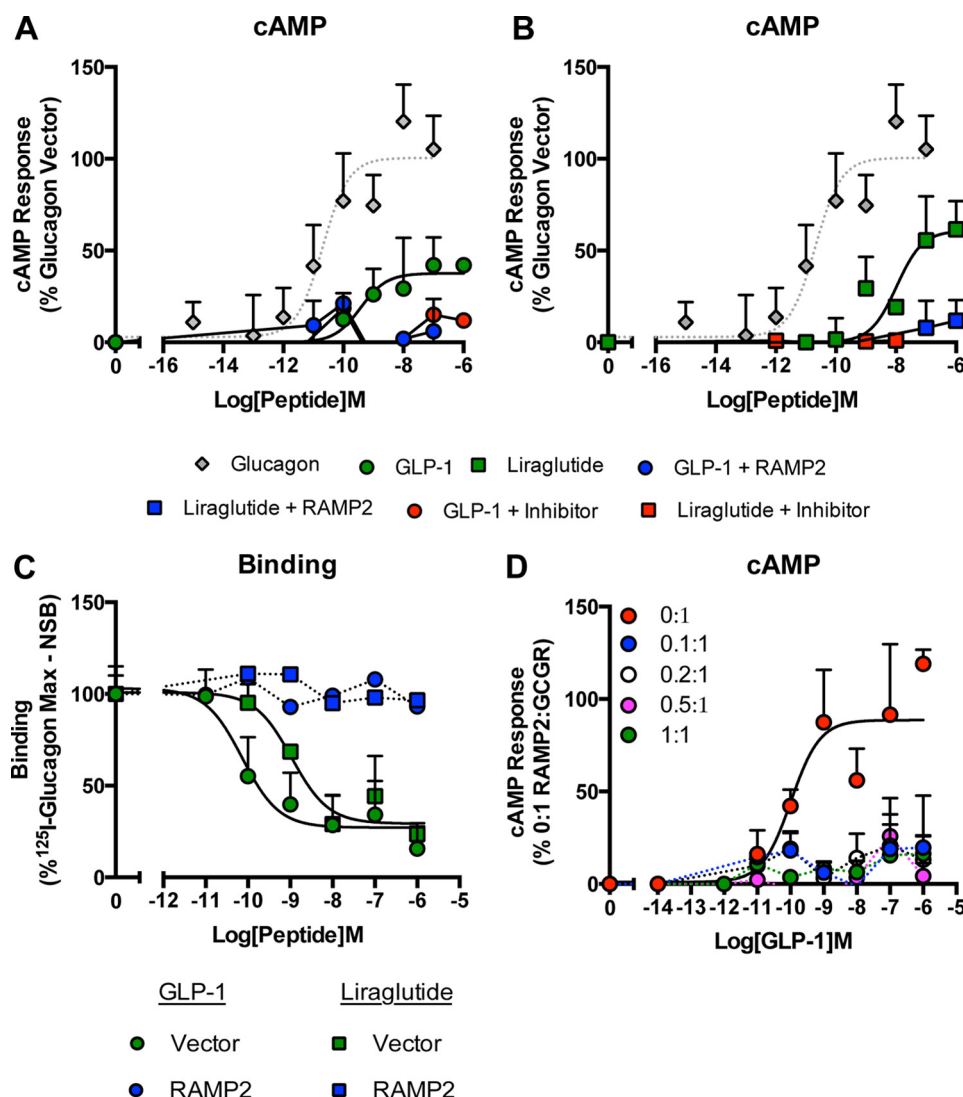 A
cAMP
cAMP Response
(% Glucagon Vector)
150
100
50
0
0 -16 -14 -12 -10 -8 -6
Log[Peptide]M
B
cAMP
cAMP Response
(% Glucagon Vector)
150
100
50
0
0 -16 -14 -12 -10 -8 -6
Log[Peptide]M
Glucagon GLP-1 Liraglutide GLP-1 + RAMP2
Liraglutide + RAMP2 GLP-1 + Inhibitor Liraglutide + Inhibitor
C
Binding
Binding
(%¹²⁵I-Glucagon Max - NSB)
150
100
50
0
0 -12 -11 -10 -9 -8 -7 -6 -5
Log[Peptide]M
GLP-1 Liraglutide
Vector Vector
RAMP2 RAMP2
D
cAMP
cAMP Response
(% 0:1 RAMP2:GCGR)
150
100
50
0
0:1
0.1:1
0.2:1
0.5:1
1:1
0 -14 -13 -12 -11 -10 -9 -8 -7 -6 -5
Log[GLP-1]M